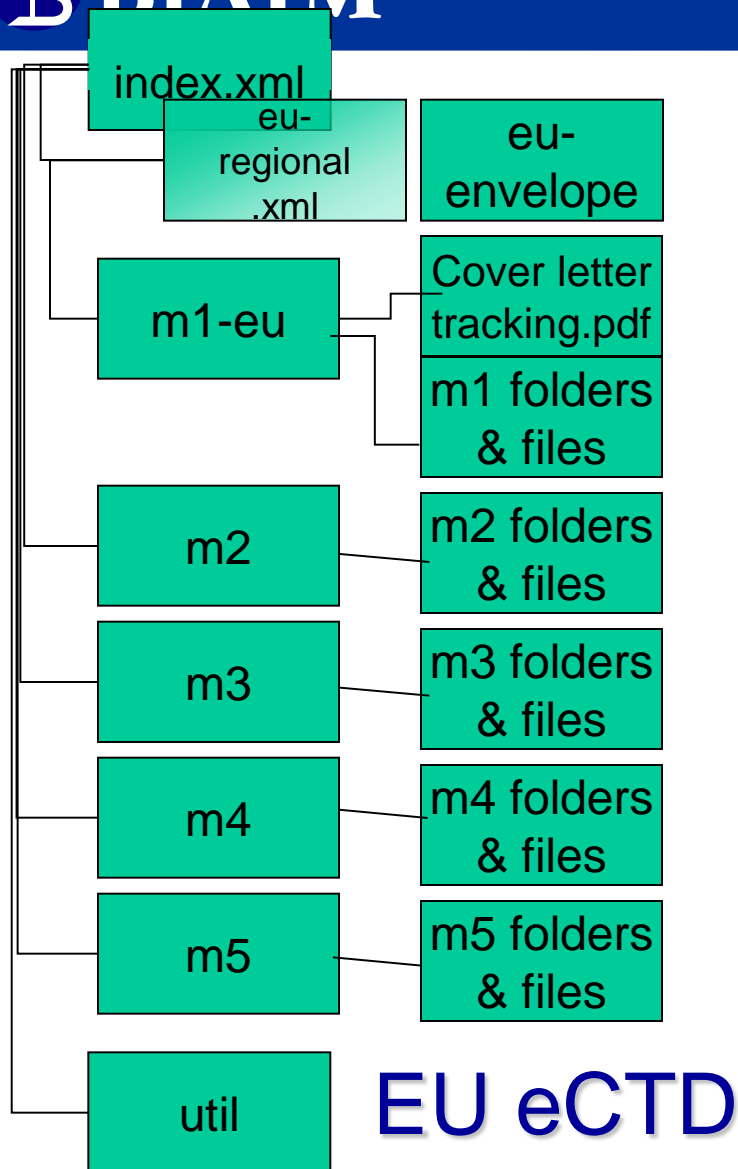 index.xml
eu-
regional
.xml
eu-
envelope
m1-eu
Cover letter
tracking.pdf
m1 folders
& files
m2
m2 folders
& files
m3
m3 folders
& files
m4
m4 folders
& files
m5
m5 folders
& files
util
EU eCTD